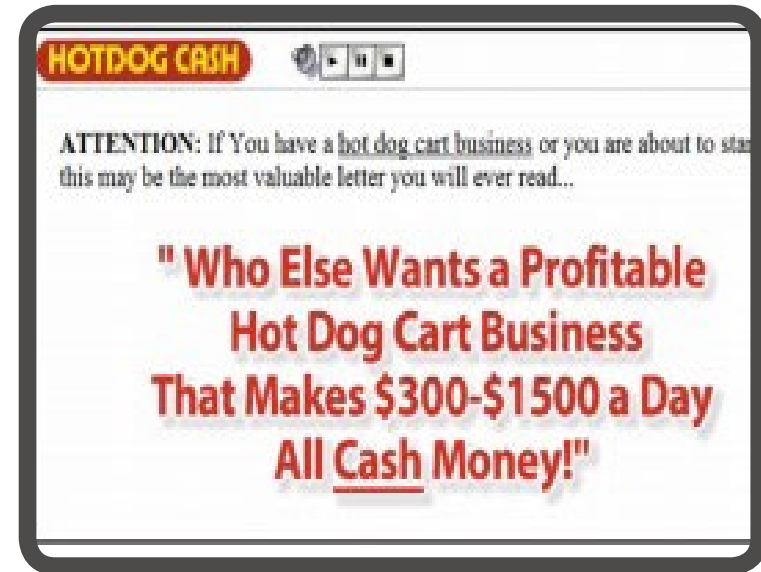 HOTDOG CASH
ATTENTION: If You have a hot dog cart business or you are about to
this may be the most valuable letter you will ever read...
" Who Else Wants a Profitable
Hot Dog Cart Business
That Makes $300-$1500 a Day
All Cash Money!"